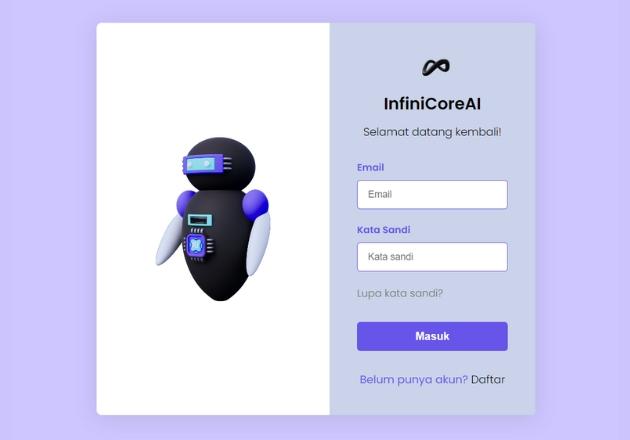 InfiniCoreAI
Selamat datang kembali!
Email
Email
Kata Sandi
Kata sandi
Lupa kata sandi?
Masuk
Belum punya akun? Daftar